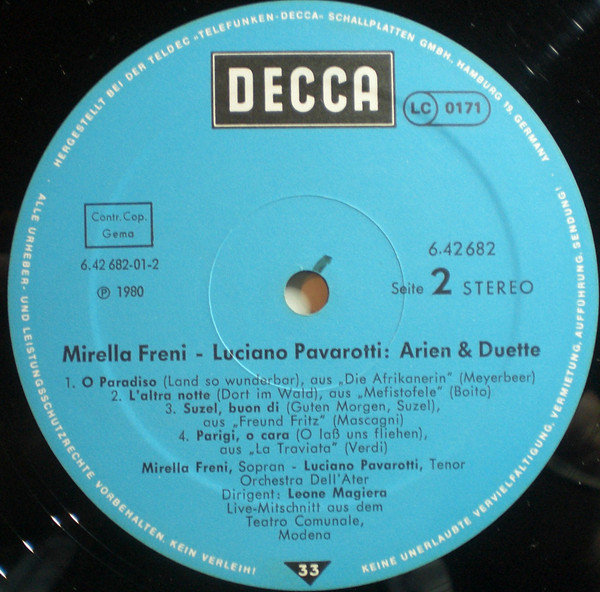 HERGESTELLT BEI DER TELDEC »TELEFUNKEN-DECCA« SCHALLPLATTEN GMBH, HAMBURG 19, GERMANY
DECCA
LC 0171
Contr. Cop.
Gema
6.42 682-01-2
℗ 1980
6.42 682
Seite 2 STEREO
Mirella Freni - Luciano Pavarotti: Arien & Duette
1. O Paradiso (Land so wunderbar), aus „Die Afrikanerin" (Meyerbeer)
2. L'altra notte (Dort im Wald), aus „Mefistofele" (Boito)
3. Suzel, buon di (Guten Morgen, Suzel),
aus „Freund Fritz" (Mascagni)
4. Parigi, o cara (O laß uns fliehen),
aus „La Traviata" (Verdi)
Mirella Freni, Sopran - Luciano Pavarotti, Tenor
Orchestra Dell'Ater
Dirigent: Leone Magiera
Live-Mitschnitt aus dem
Teatro Comunale,
Modena
ALLE URHEBER- UND LEISTUNGSSCHUTZRECHTE VORBEHALTEN. KEIN VERLEIH!
KEINE UNERLAUBTE VERVIELFÄLTIGUNG, VERMIETUNG, AUFFÜHRUNG, SENDUNG!
33